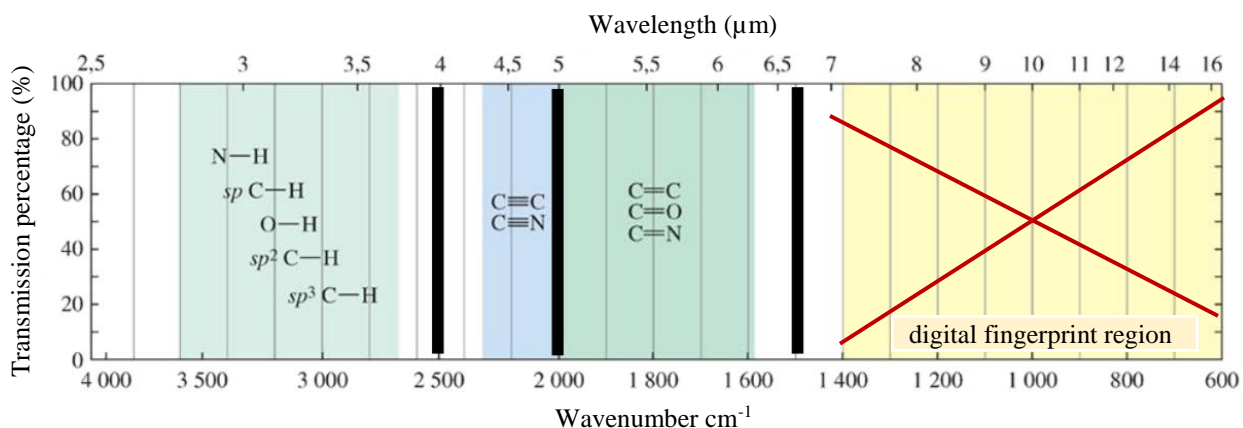 Wavelength (µm)
2,5 3 3,5 4 4,5 5 5,5 6 6,5 7 8 9 10 11 12 14 16
Transmission percentage (%)
100
80
60
40
20
0
N—H
sp C—H
O—H
sp² C—H
sp³ C—H
C≡C
C≡N
C=C
C=O
C=N
digital fingerprint region
4 000 3 500 3 000 2 500 2 000 1 800 1 600 1 400 1 200 1 000 800 600
Wavenumber cm⁻¹